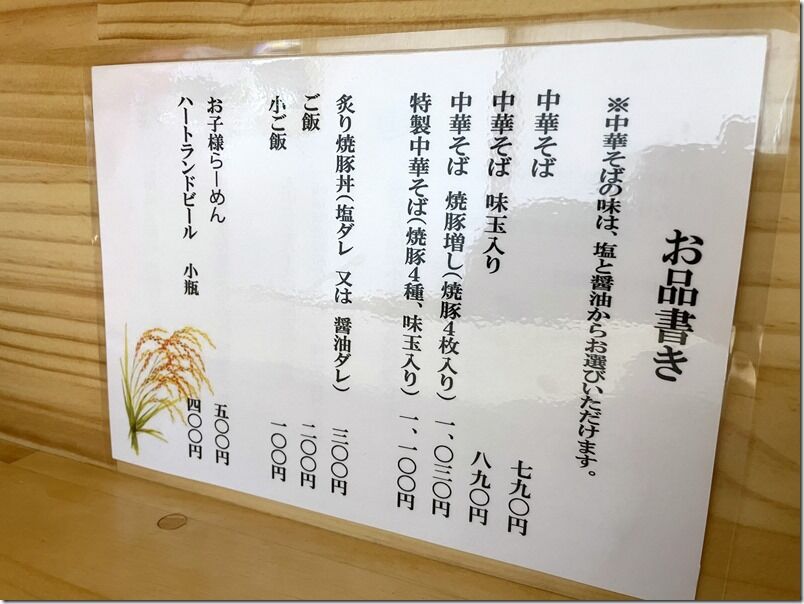 お品書き
※中華そばの味は、塩と醤油からお選びいただけます。
中華そば 七九〇円
中華そば 味玉入り 八九〇円
中華そば 焼豚増し(焼豚4枚入り) 一、〇三〇円
特製中華そば(焼豚4種、味玉入り) 一、一〇〇円
炙り焼豚丼(塩ダレ 又は 醤油ダレ) 三〇〇円
ご飯 二〇〇円
小ご飯 一〇〇円
お子様らーめん 五〇〇円
ハートランドビール 小瓶 四〇〇円